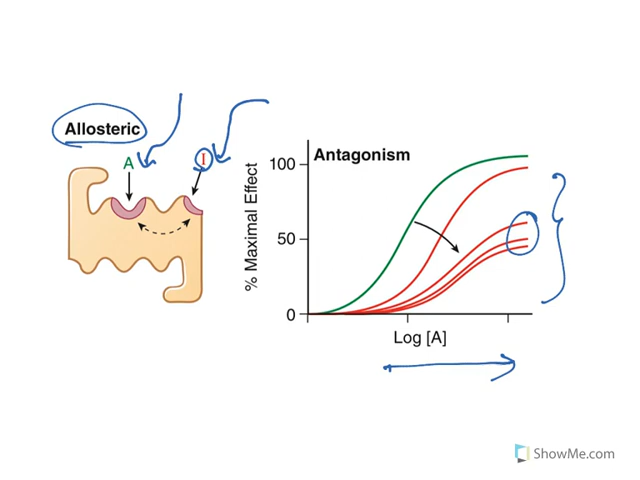 Allosteric
A
I
Antagonism
% Maximal Effect
100
50
0
Log [A]
ShowMe.com